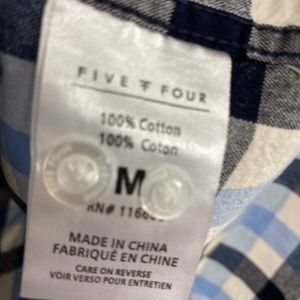 FIVE FOUR
100% Cotton
100% Coton
M
MADE IN CHINA
FABRIQUÉ EN CHINE
CARE ON REVERSE
VOIR VERSO POUR ENTRETIEN